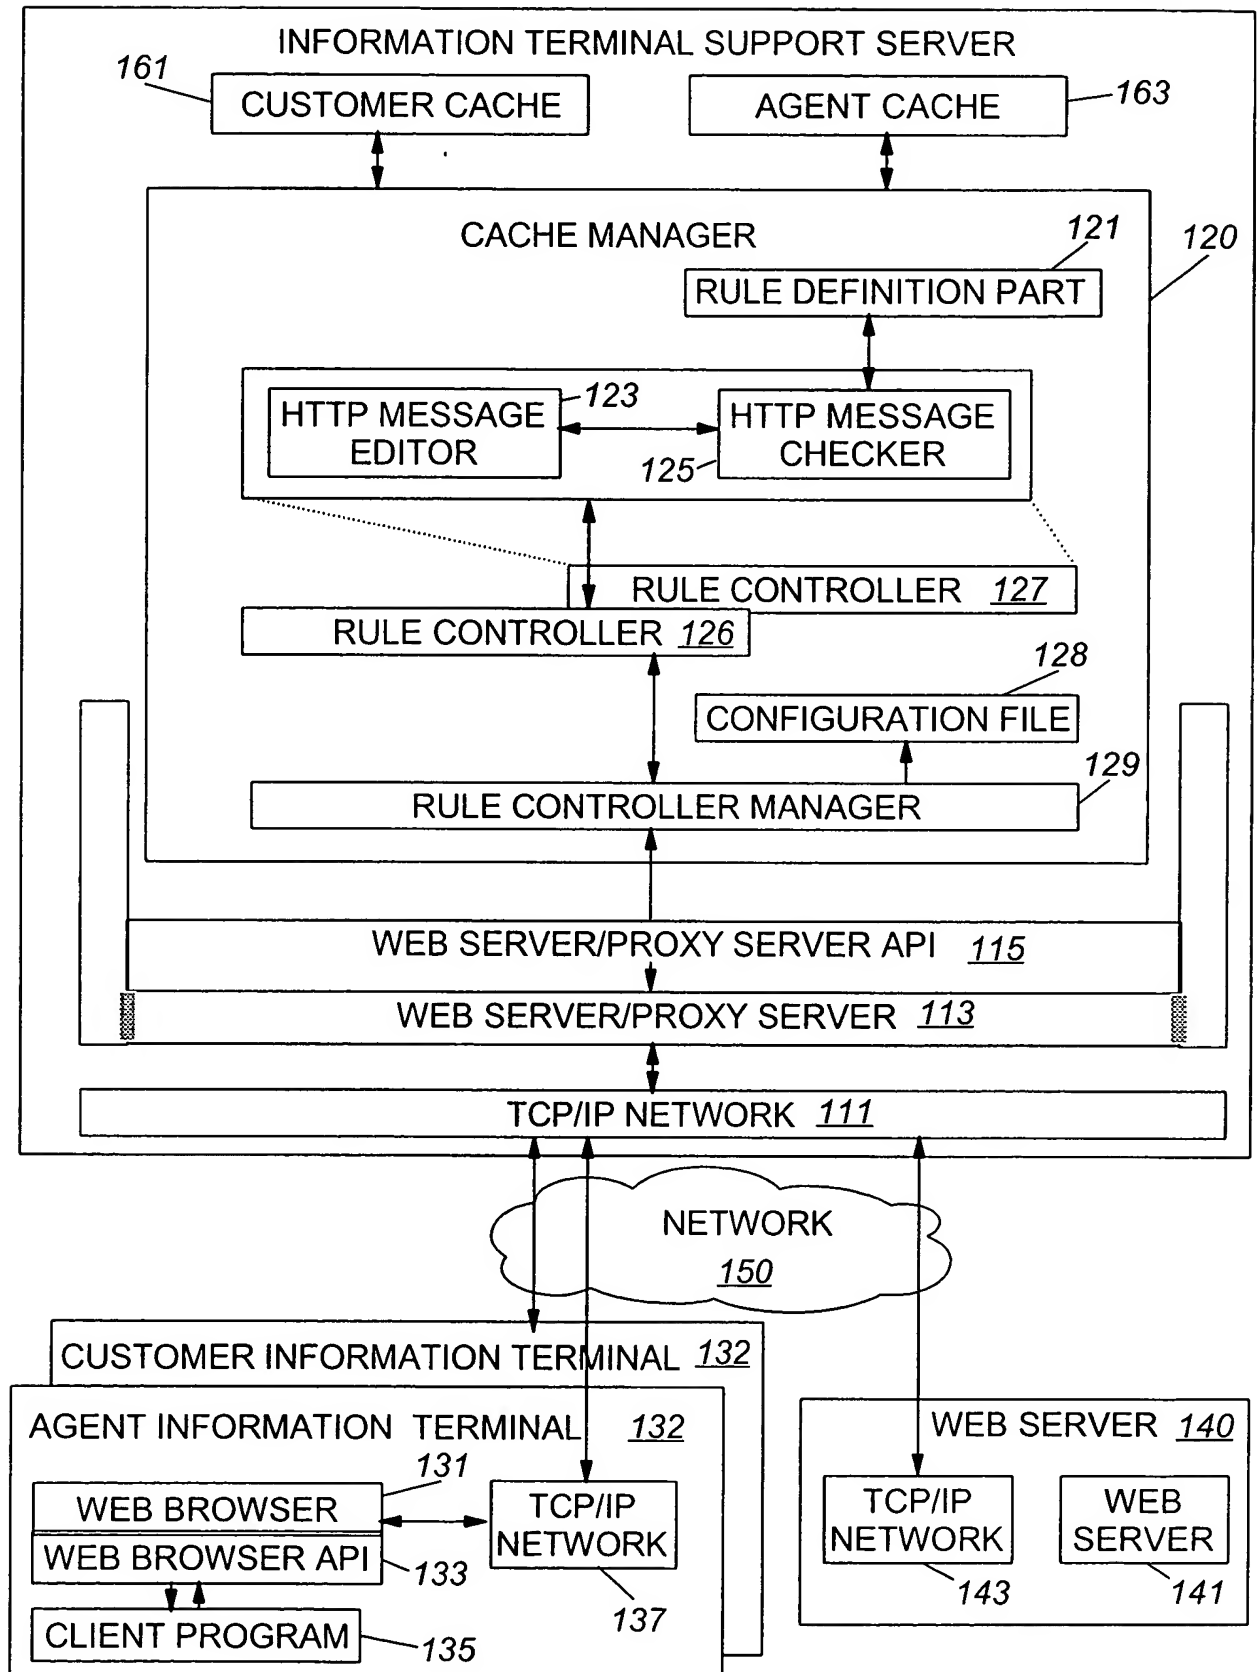 INFORMATION TERMINAL SUPPORT SERVER
161
CUSTOMER CACHE
AGENT CACHE
163
CACHE MANAGER
121
120
RULE DEFINITION PART
HTTP MESSAGE
EDITOR
123
125
HTTP MESSAGE
CHECKER
RULE CONTROLLER 127
RULE CONTROLLER 126
128
CONFIGURATION FILE
129
RULE CONTROLLER MANAGER
WEB SERVER/PROXY SERVER API 115
WEB SERVER/PROXY SERVER 113
TCP/IP NETWORK 111
NETWORK
150
CUSTOMER INFORMATION TERMINAL 132
AGENT INFORMATION TERMINAL 132
131
WEB BROWSER
WEB BROWSER API
133
CLIENT PROGRAM
135
TCP/IP
NETWORK
137
WEB SERVER 140
TCP/IP
NETWORK
143
WEB
SERVER
141